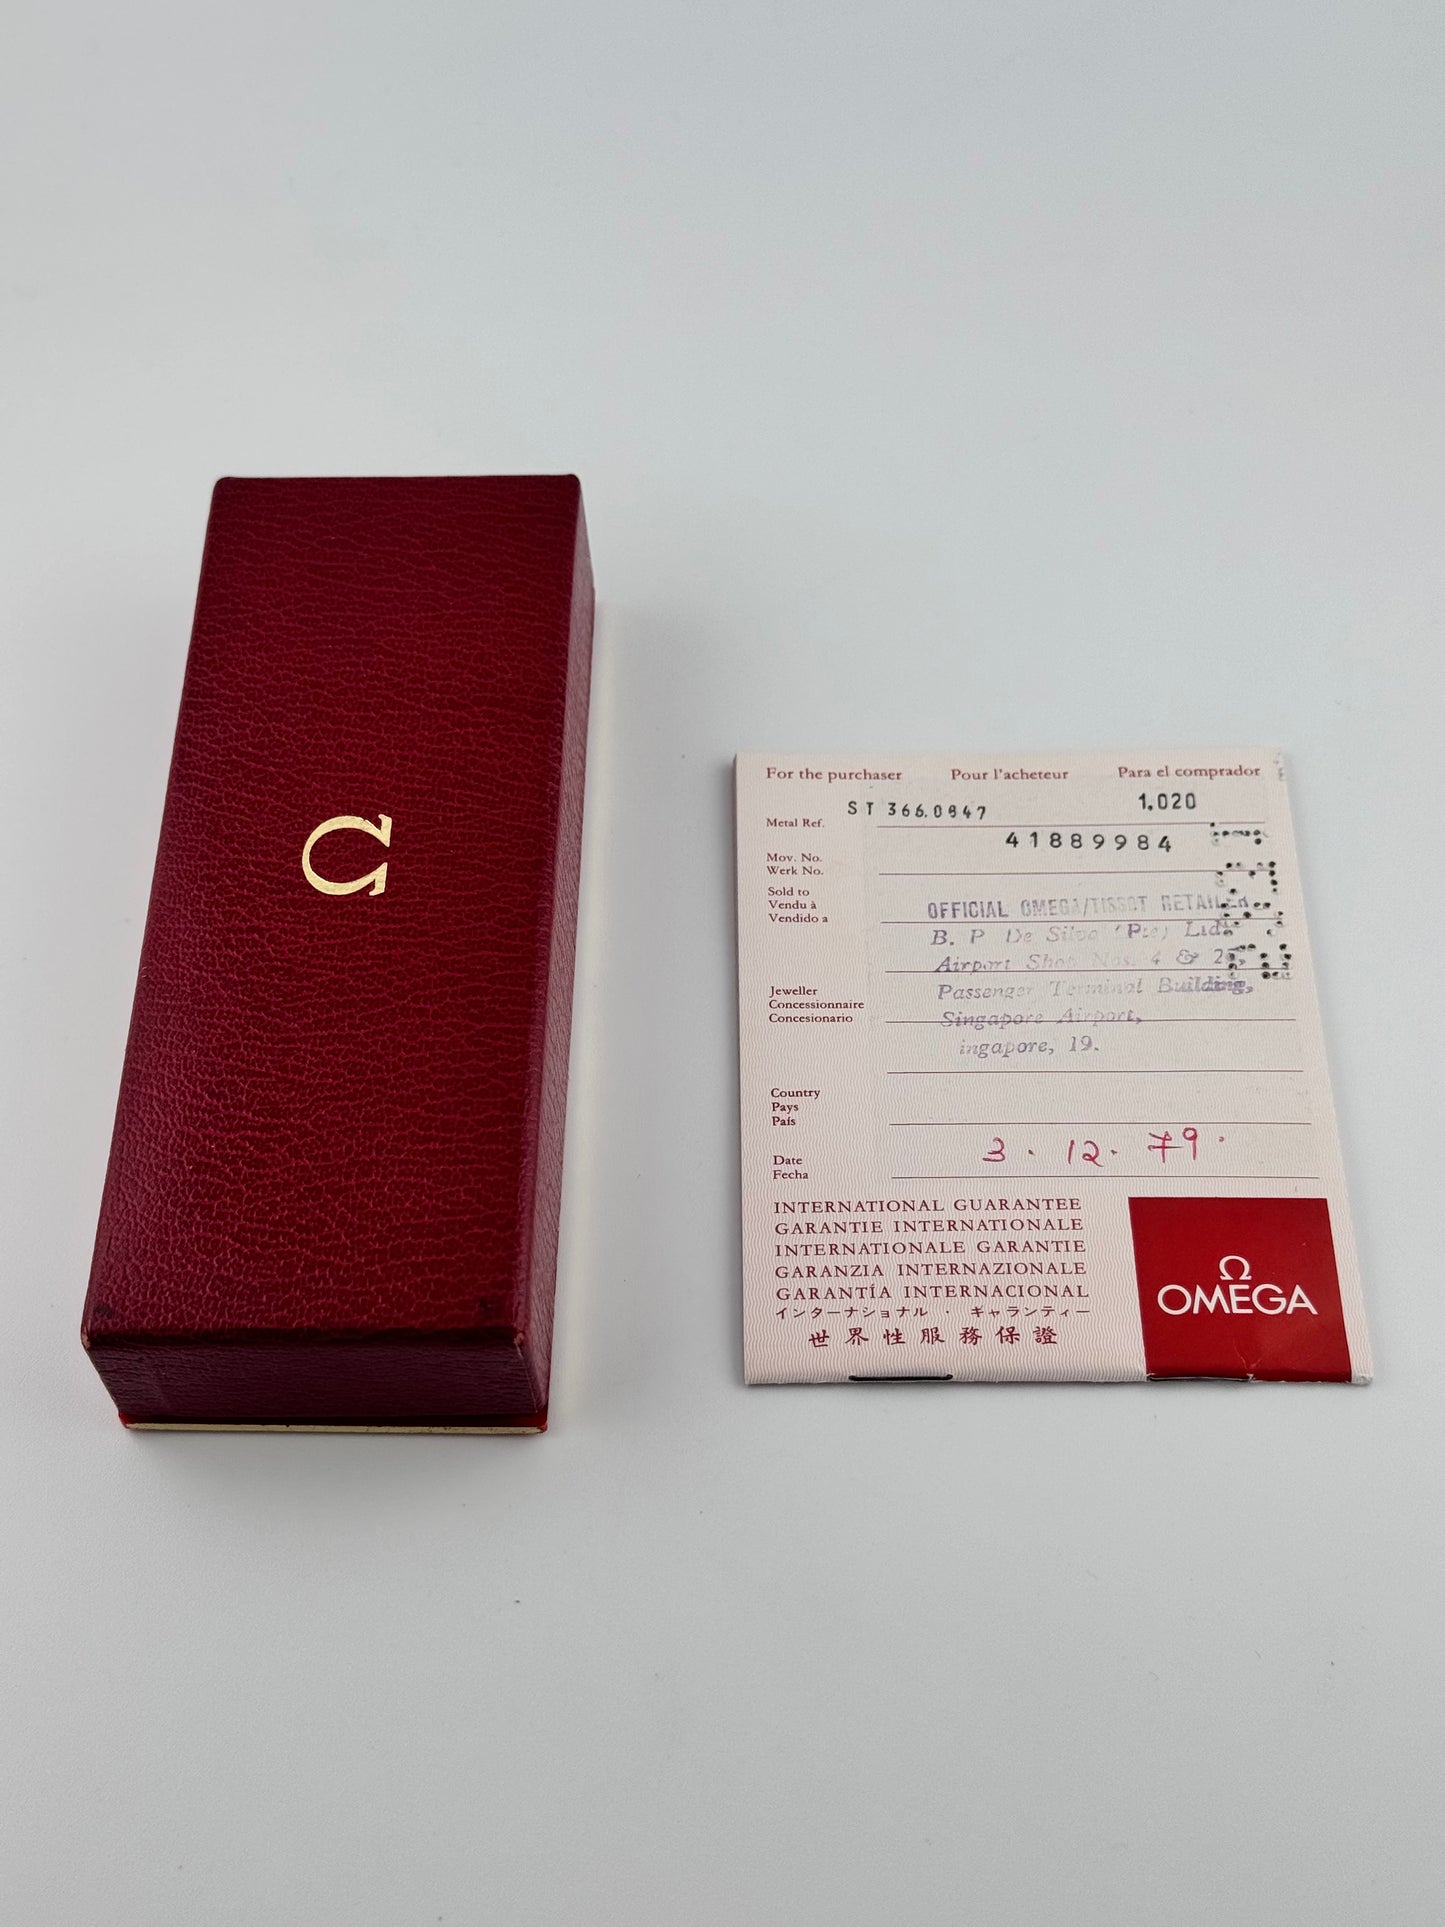 Ω
For the purchaser Pour l'acheteur Para el comprador
ST 366.0847 1.020
Metal Ref.
41889984
Mov. No.
Werk No.
Sold to
Vendu à
Vendido a
OFFICIAL OMEGA/TISSOT RETAILER
B. P De Silva (Pte) Ltd.
Airport Shop Nos. 4 &
Passenger Terminal Building,
Jeweller
Concessionnaire
Concesionario
Singapore Airport,
ingapore, 19.
Country
Pays
País
3.12.79.
Date
Fecha
INTERNATIONAL GUARANTEE
GARANTIE INTERNATIONALE
INTERNATIONALE GARANTIE
GARANZIA INTERNAZIONALE
GARANTÍA INTERNACIONAL
インターナショナル・ギャランティー
世界性服務保證
Ω
OMEGA